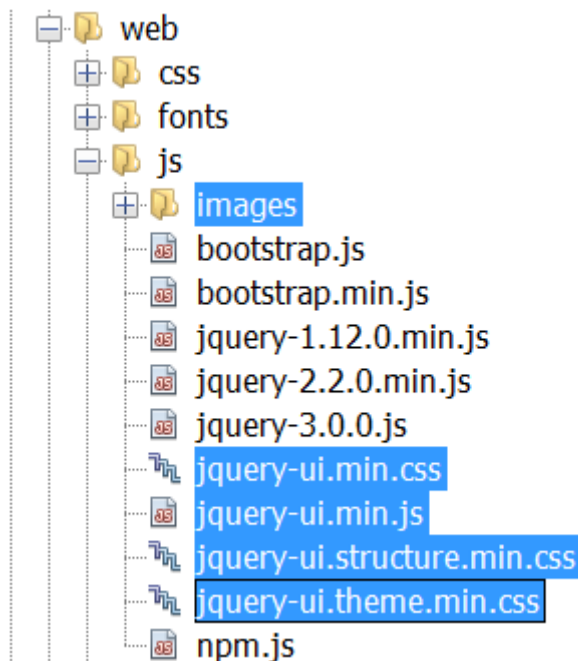 web
css
fonts
js
images
bootstrap.js
bootstrap.min.js
jquery-1.12.0.min.js
jquery-2.2.0.min.js
jquery-3.0.0.js
jquery-ui.min.css
jquery-ui.min.js
jquery-ui.structure.min.css
jquery-ui.theme.min.css
npm.js